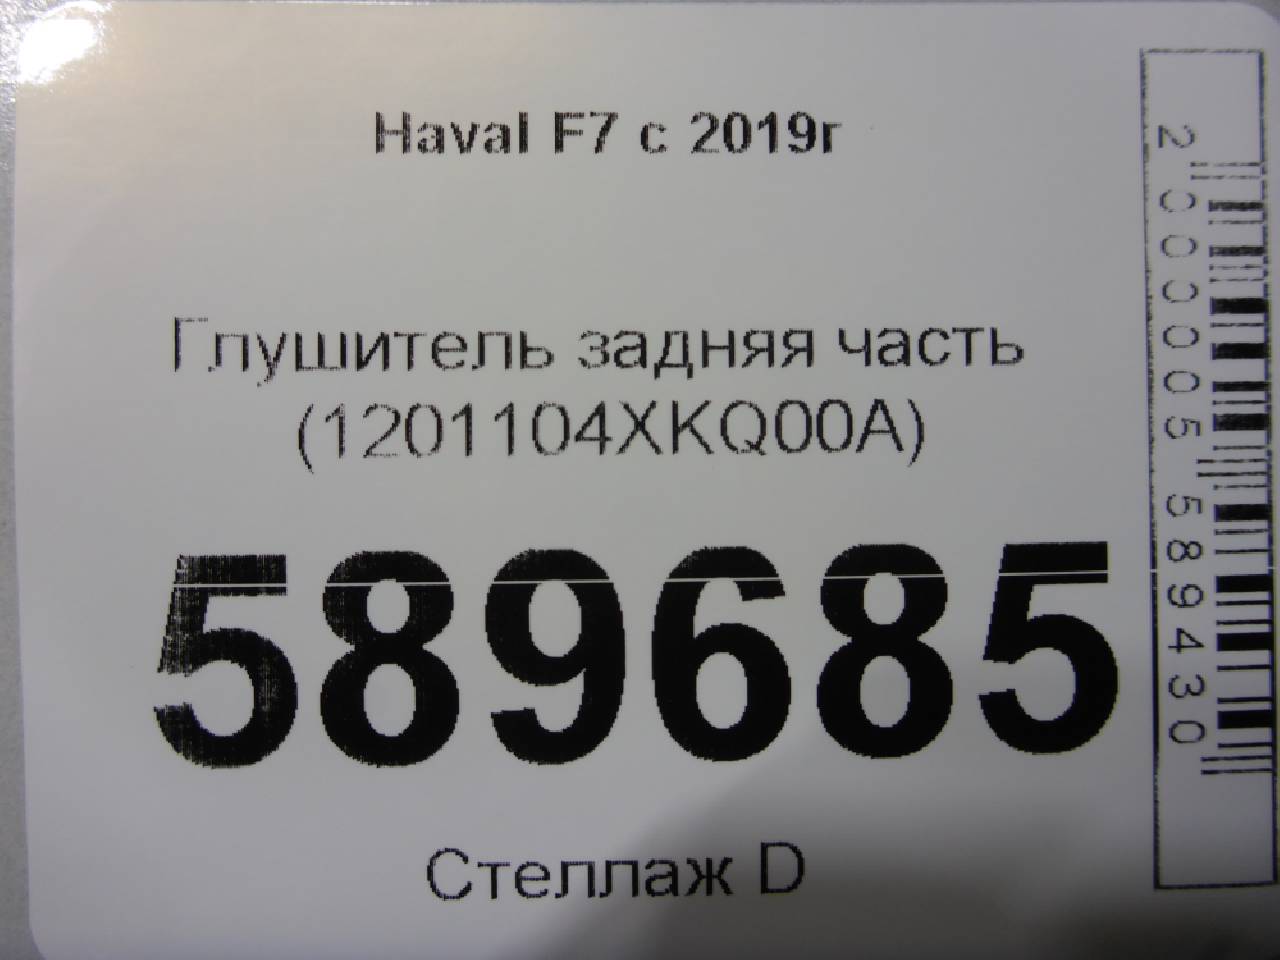 Haval F7 с 2019г
Глушитель задняя часть
(1201104XKQ00A)
589685
Стеллаж D
2000005589430